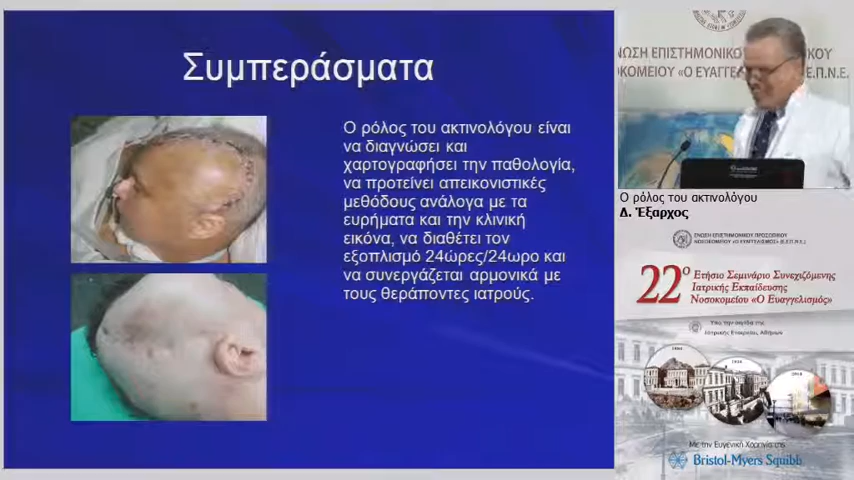 Συμπεράσματα
Ο ρόλος του ακτινολόγου είναι
να διαγνώσει και
χαρτογραφήσει την παθολογία,
να προτείνει απεικονιστικές
μεθόδους ανάλογα με τα
ευρήματα και την κλινική
εικόνα, να διαθέτει τον
εξοπλισμό 24ώρες/24ωρο και
να συνεργάζεται αρμονικά με
τους θεράποντες ιατρούς.
ΝΩΣΗ ΕΠΙΣΤΗΜΟΝΙΚΟ ΚΟΥ
ΟΚΟΜΕΙΟΥ «Ο ΕΥΑΓΓΕΛ Ε.Ε.Π.Ν.Ε.
Ο ρόλος του ακτινολόγου
Δ. Έξαρχος
ΕΝΩΣΗ ΕΠΙΣΤΗΜΟΝΙΚΟΥ ΠΡΟΣΩΠΙΚΟΥ
ΝΟΣΟΚΟΜΕΙΟΥ «Ο ΕΥΑΓΓΕΛΙΣΜΟΣ» (Ε.Ε.Π.Ν.Ε.)
22ο Ετήσιο Σεμινάριο Συνεχιζόμενης
Ιατρικής Εκπαίδευσης
Νοσοκομείου «Ο Ευαγγελισμός»
Υπό την αιγίδα της
Ιατρικής Εταιρείας Αθηνών
Με την Ευγενική Χορηγία της
Bristol-Myers Squibb